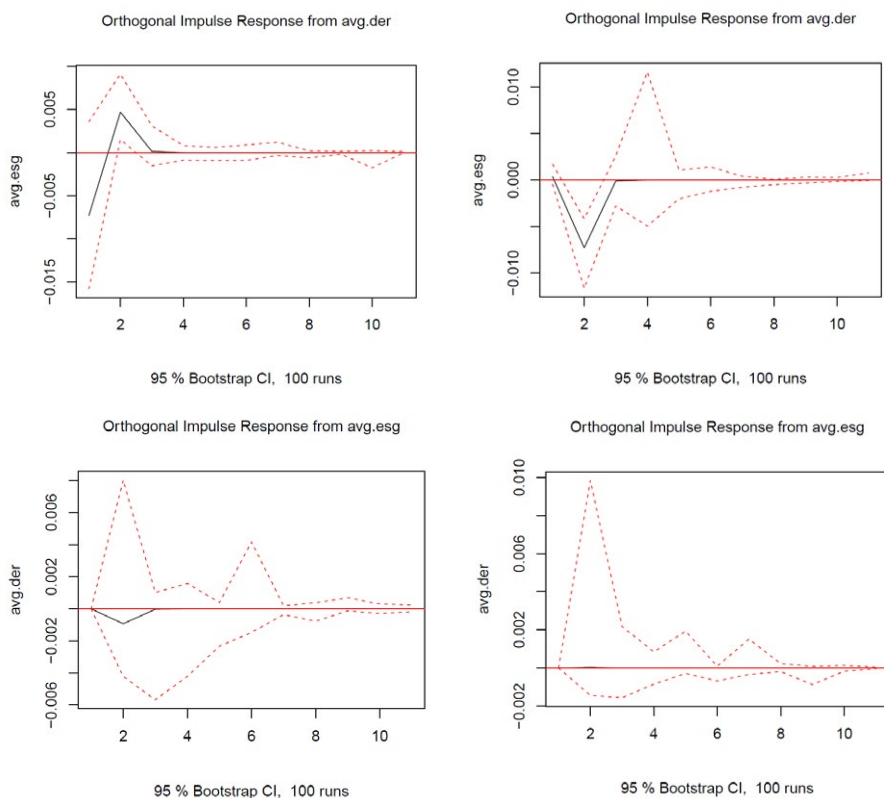 Orthogonal Impulse Response from avg.der
avg.esg
0.005
−0.005
−0.015
2 4 6 8 10
95 % Bootstrap CI, 100 runs
Orthogonal Impulse Response from avg.der
avg.esg
0.010
0.000
−0.010
2 4 6 8 10
95 % Bootstrap CI, 100 runs
Orthogonal Impulse Response from avg.esg
avg.der
0.006
0.002
−0.002
−0.006
2 4 6 8 10
95 % Bootstrap CI, 100 runs
Orthogonal Impulse Response from avg.esg
avg.der
0.010
0.006
0.002
−0.002
2 4 6 8 10
95 % Bootstrap CI, 100 runs